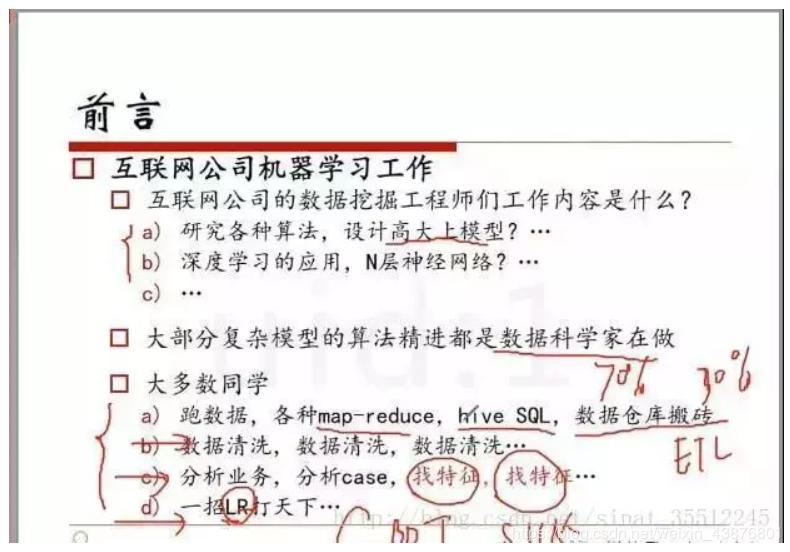 前言
互联网公司机器学习工作
互联网公司的数据挖掘工程师们工作内容是什么？
a) 研究各种算法，设计高大上模型？…
b) 深度学习的应用，N层神经网络？…
c) …
大部分复杂模型的算法精进都是数据科学家在做
70% 30%
大多数同学
a) 跑数据，各种map-reduce，hive SQL，数据仓库搬砖
b) 数据清洗，数据清洗，数据清洗…
ETL
c) 分析业务，分析case，找特征，找特征…
d) 一招LR打天下…
http://blog.csdn.net/sinat_35512245